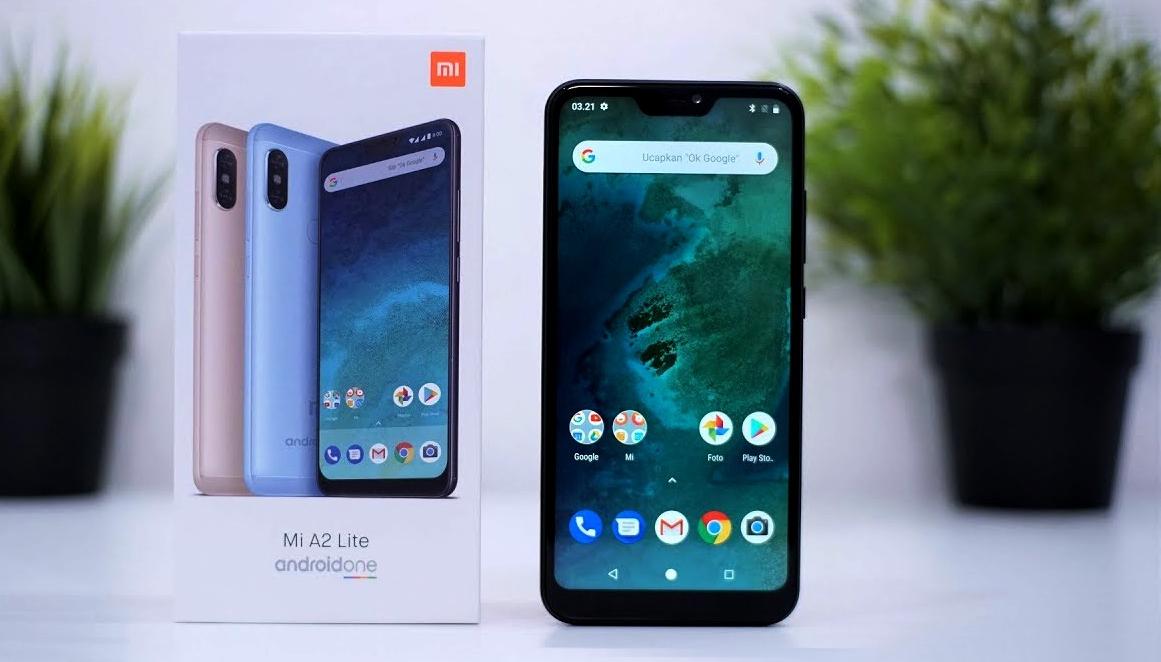 mi
Mi A2 Lite
androidone
03.21
Ucapkan "Ok Google"
Google
Mi
Foto
Play Sto..